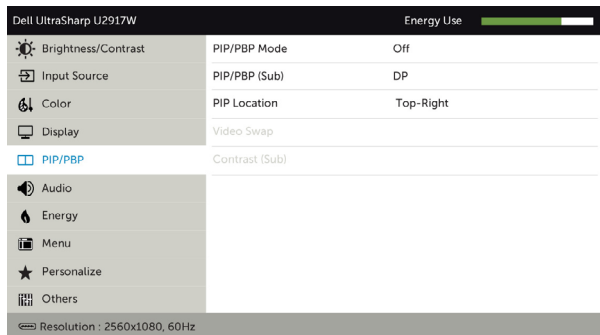 Dell UltraSharp U2917W Energy Use
Brightness/Contrast PIP/PBP Mode Off
Input Source PIP/PBP (Sub) DP
Color PIP Location Top-Right
Display Video Swap
PIP/PBP Contrast (Sub)
Audio
Energy
Menu
Personalize
Others
Resolution : 2560x1080, 60Hz